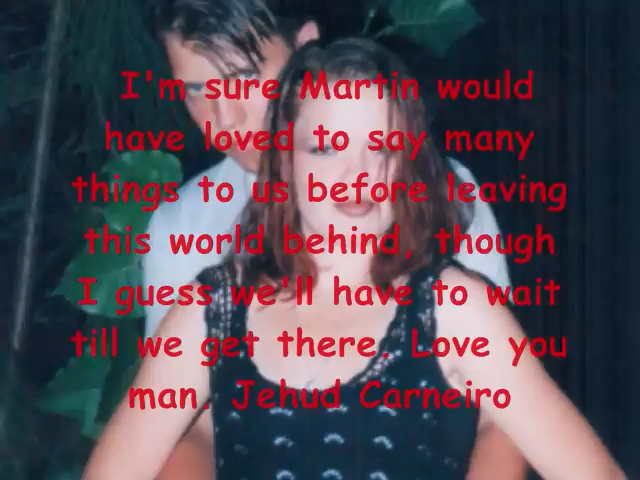 I'm sure Martin would
have loved to say many
things to us before leaving
this world behind, though
I guess we'll have to wait
till we get there. Love you
man. Jehud Carneiro